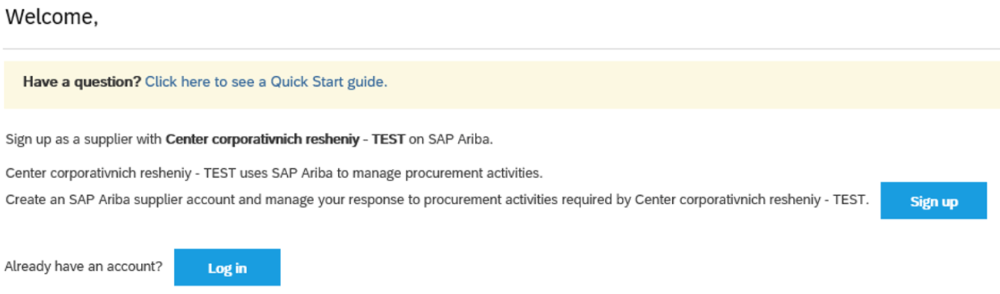 Welcome,
Have a question? Click here to see a Quick Start guide.
Sign up as a supplier with Center corporativnich resheniy - TEST on SAP Ariba.
Center corporativnich resheniy - TEST uses SAP Ariba to manage procurement activities.
Create an SAP Ariba supplier account and manage your response to procurement activities required by Center corporativnich resheniy - TEST. Sign up
Already have an account? Log in